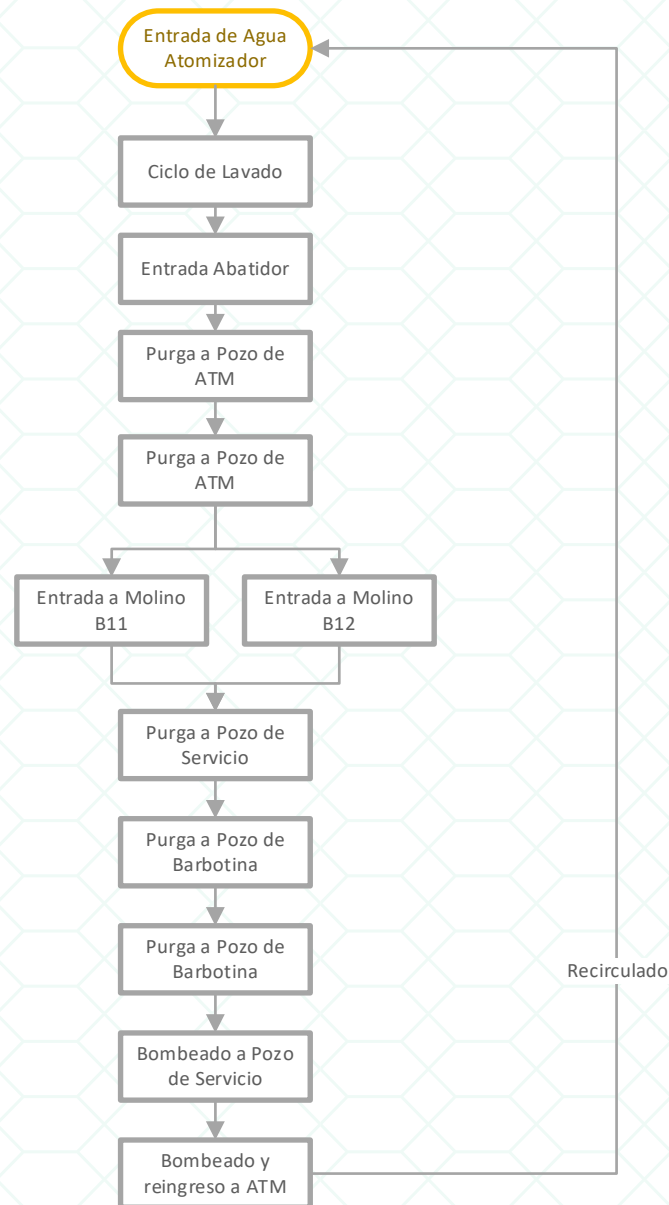 Entrada de Agua
Atomizador
Ciclo de Lavado
Entrada Abatidor
Purga a Pozo de
ATM
Purga a Pozo de
ATM
Entrada a Molino
B11
Entrada a Molino
B12
Purga a Pozo de
Servicio
Purga a Pozo de
Barbotina
Purga a Pozo de
Barbotina
Recirculado
Bombeado a Pozo
de Servicio
Bombeado y
reingreso a ATM